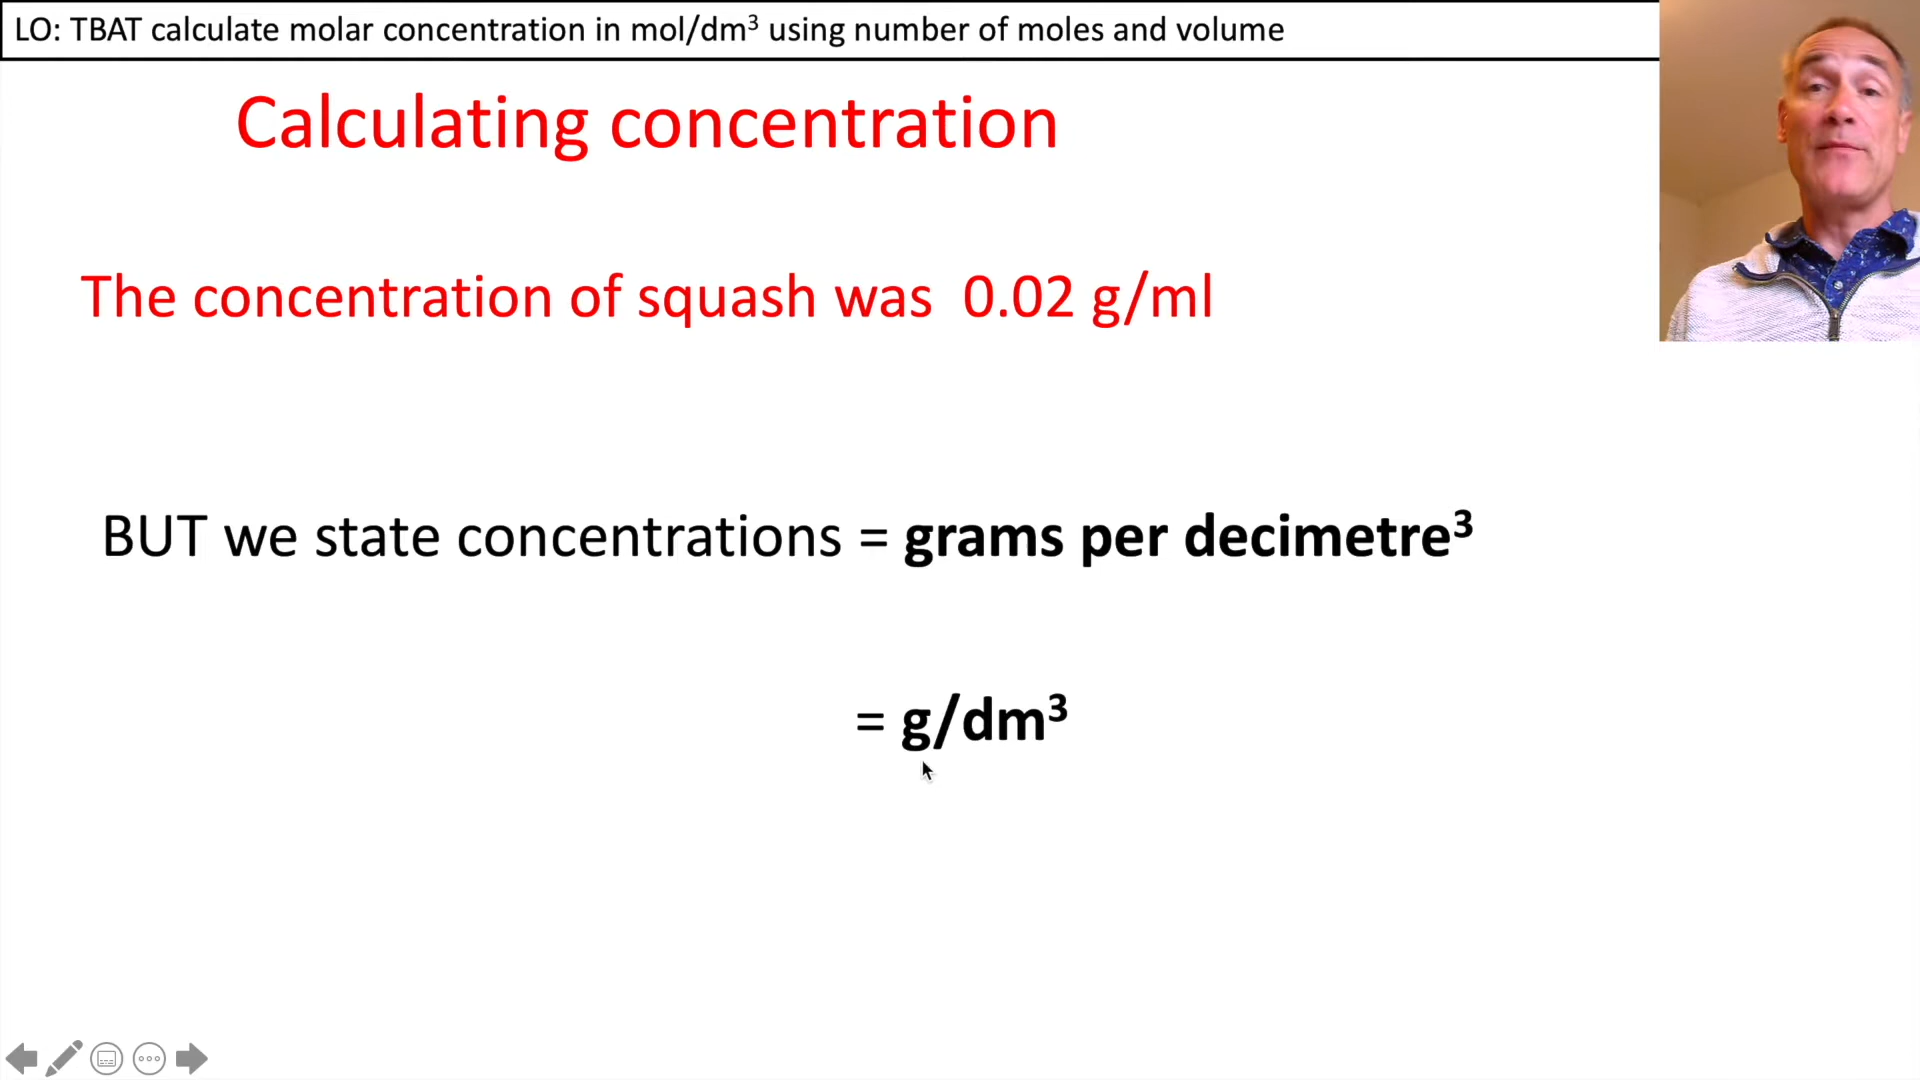 LO: TBAT calculate molar concentration in mol/dm³ using number of moles and volume
Calculating concentration
The concentration of squash was 0.02 g/ml
BUT we state concentrations = grams per decimetre³
= g/dm³